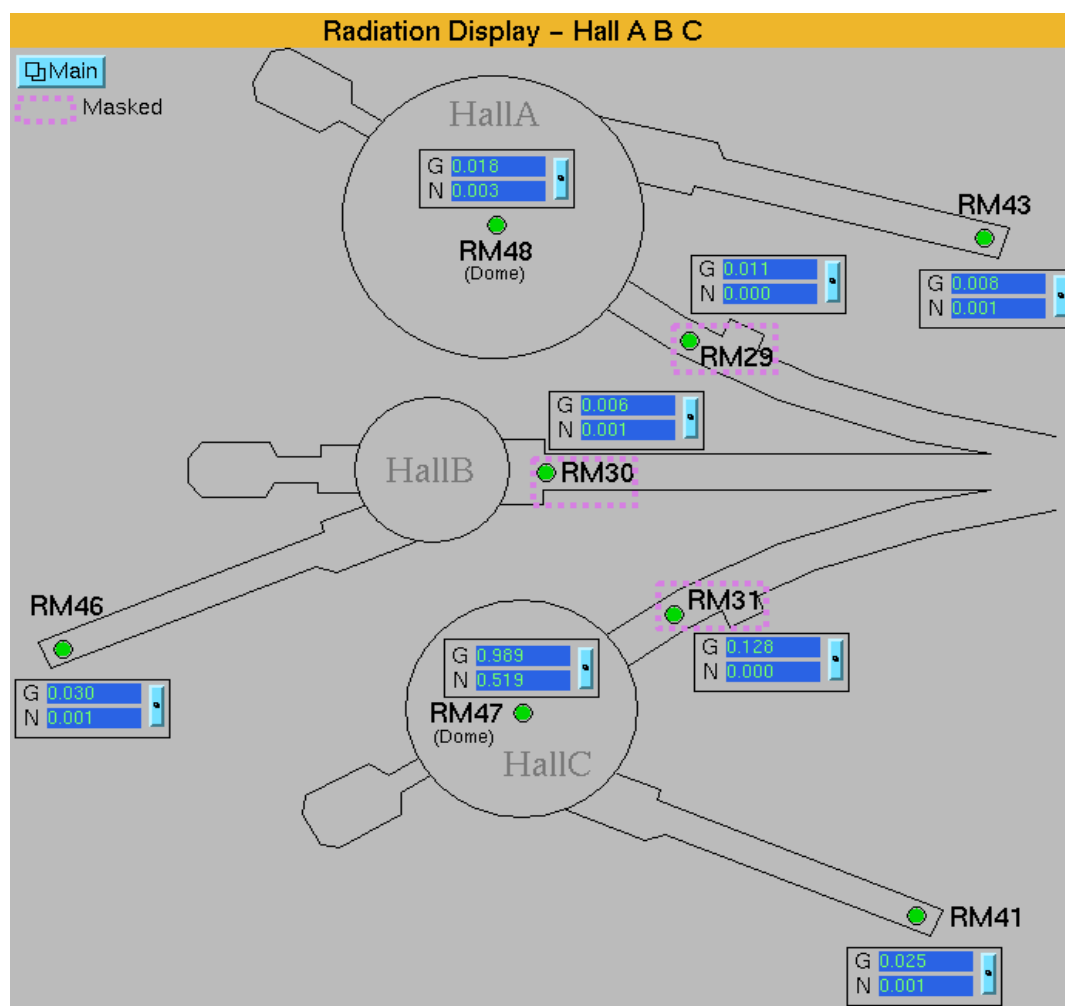 Radiation Display – Hall A B C
Main
Masked
HallA
G 0.018
N 0.003
RM48
(Dome)
RM43
G 0.008
N 0.001
G 0.011
N 0.000
RM29
G 0.006
N 0.001
HallB
RM30
RM46
G 0.030
N 0.001
RM31
G 0.128
N 0.000
G 0.989
N 0.519
RM47
(Dome)
HallC
RM41
G 0.025
N 0.001